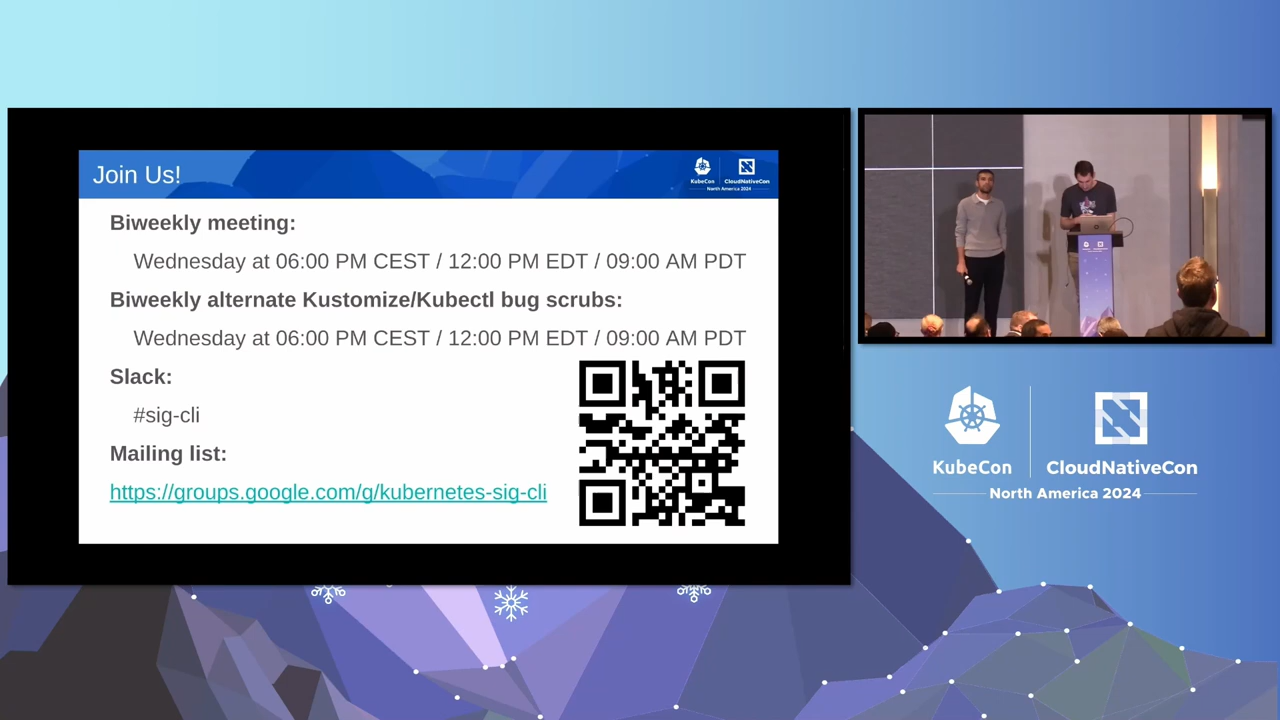 Join Us!
KubeCon
CloudNativeCon
North America 2024
Biweekly meeting:
Wednesday at 06:00 PM CEST / 12:00 PM EDT / 09:00 AM PDT
Biweekly alternate Kustomize/Kubectl bug scrubs:
Wednesday at 06:00 PM CEST / 12:00 PM EDT / 09:00 AM PDT
Slack:
#sig-cli
Mailing list:
https://groups.google.com/g/kubernetes-sig-cli
KubeCon
CloudNativeCon
North America 2024